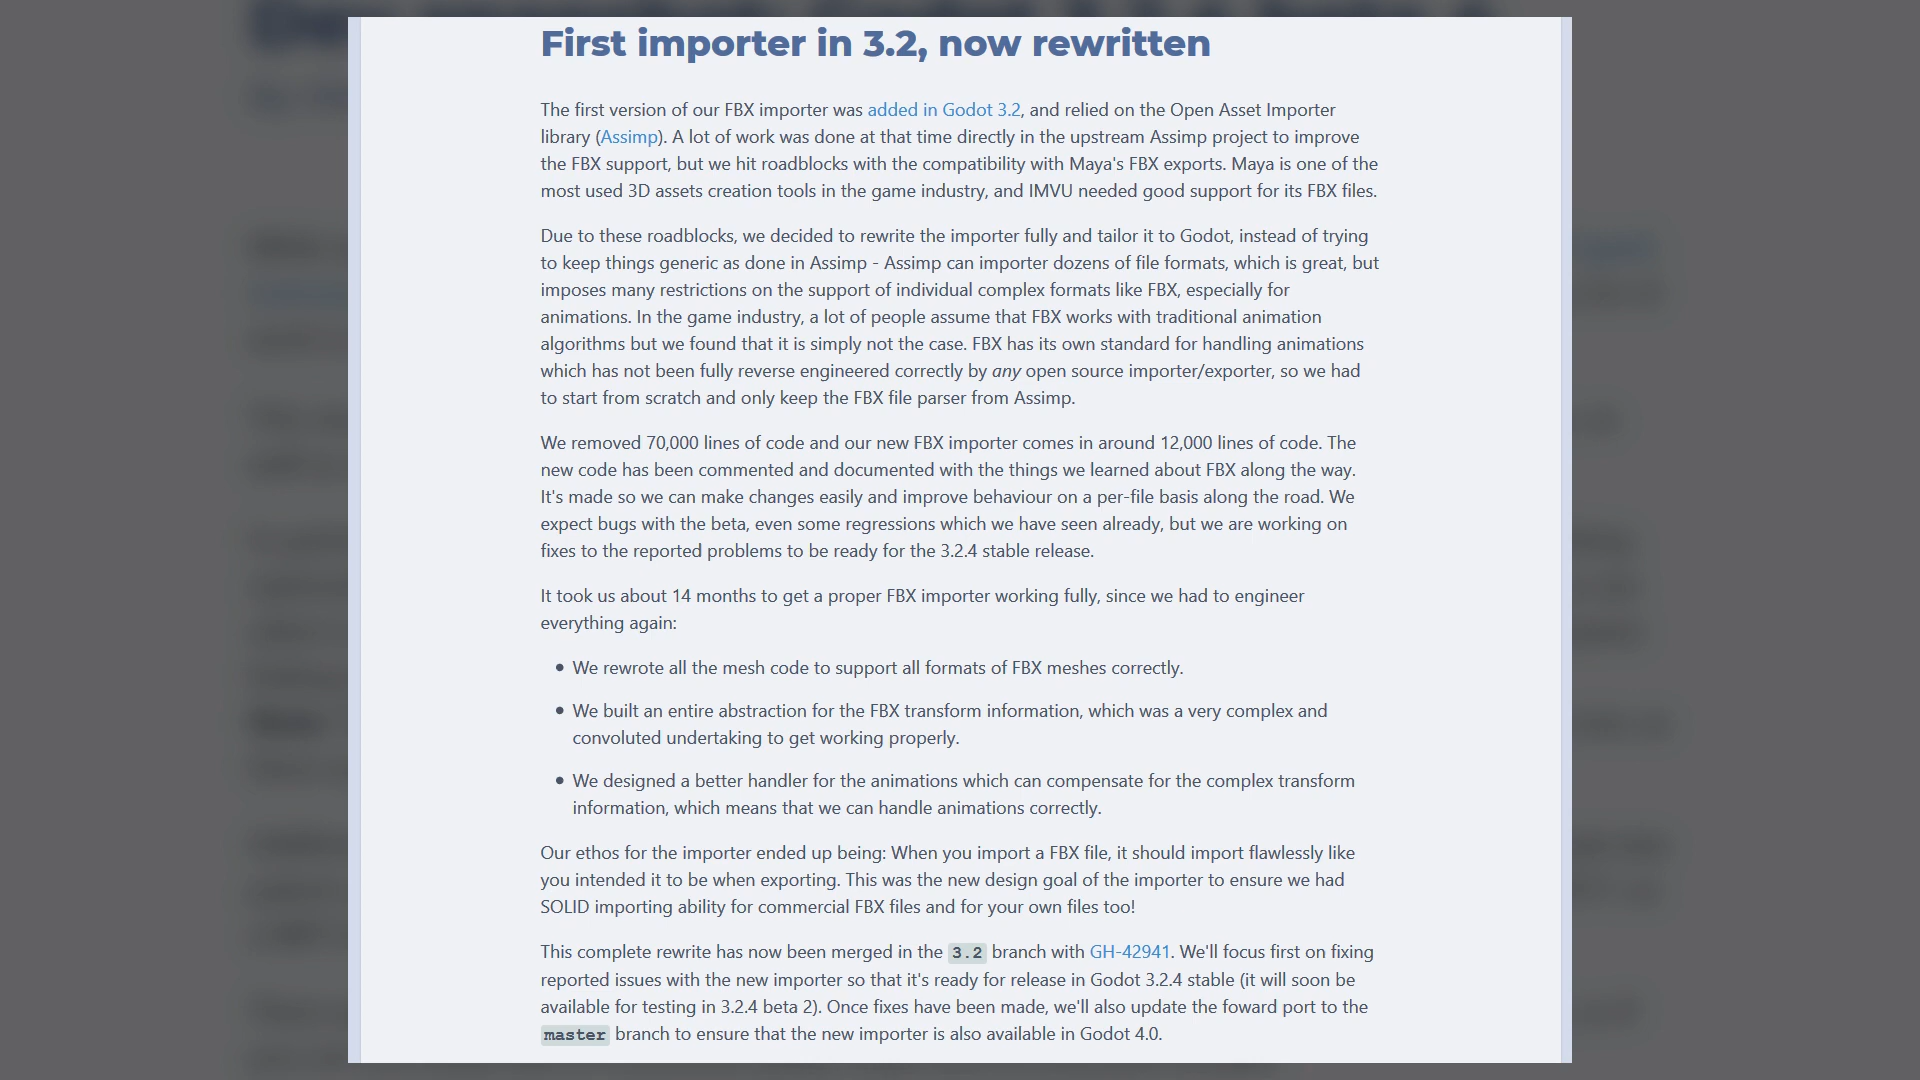 First importer in 3.2, now rewritten
The first version of our FBX importer was added in Godot 3.2, and relied on the Open Asset Importer
library (Assimp). A lot of work was done at that time directly in the upstream Assimp project to improve
the FBX support, but we hit roadblocks with the compatibility with Maya's FBX exports. Maya is one of the
most used 3D assets creation tools in the game industry, and IMVU needed good support for its FBX files.
Due to these roadblocks, we decided to rewrite the importer fully and tailor it to Godot, instead of trying
to keep things generic as done in Assimp - Assimp can importer dozens of file formats, which is great, but
imposes many restrictions on the support of individual complex formats like FBX, especially for
animations. In the game industry, a lot of people assume that FBX works with traditional animation
algorithms but we found that it is simply not the case. FBX has its own standard for handling animations
which has not been fully reverse engineered correctly by any open source importer/exporter, so we had
to start from scratch and only keep the FBX file parser from Assimp.
We removed 70,000 lines of code and our new FBX importer comes in around 12,000 lines of code. The
new code has been commented and documented with the things we learned about FBX along the way.
It's made so we can make changes easily and improve behaviour on a per-file basis along the road. We
expect bugs with the beta, even some regressions which we have seen already, but we are working on
fixes to the reported problems to be ready for the 3.2.4 stable release.
It took us about 14 months to get a proper FBX importer working fully, since we had to engineer
everything again:
• We rewrote all the mesh code to support all formats of FBX meshes correctly.
• We built an entire abstraction for the FBX transform information, which was a very complex and
convoluted undertaking to get working properly.
• We designed a better handler for the animations which can compensate for the complex transform
information, which means that we can handle animations correctly.
Our ethos for the importer ended up being: When you import a FBX file, it should import flawlessly like
you intended it to be when exporting. This was the new design goal of the importer to ensure we had
SOLID importing ability for commercial FBX files and for your own files too!
This complete rewrite has now been merged in the 3.2 branch with GH-42941. We'll focus first on fixing
reported issues with the new importer so that it's ready for release in Godot 3.2.4 stable (it will soon be
available for testing in 3.2.4 beta 2). Once fixes have been made, we'll also update the foward port to the
master branch to ensure that the new importer is also available in Godot 4.0.